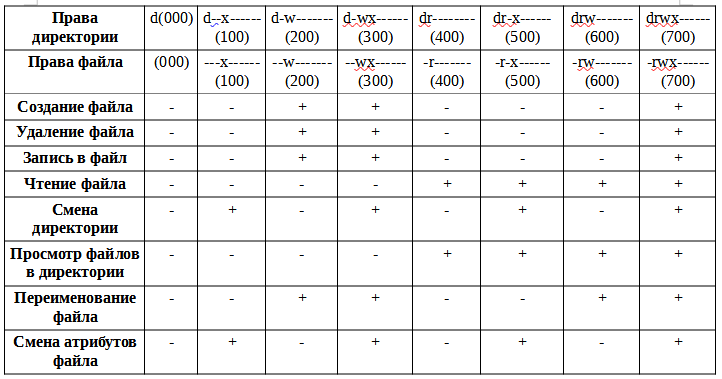 Права d(000) d--x------ d-w------- d-wx------ dr-------- dr-x------ drw------- drwx------
директории (100) (200) (300) (400) (500) (600) (700)
Права файла (000) ---x------ --w------- --wx------ -r------- -r-x------ -rw------- -rwx------
(100) (200) (300) (400) (500) (600) (700)
Создание файла - - + + - - - +
Удаление файла - - + + - - - +
Запись в файл - - + + - - - +
Чтение файла - - - - + + + +
Смена - + - + - + - +
директории
Просмотр файлов - - - - + + + +
в директории
Переименование - - + + - - + +
файла
Смена атрибутов - + - + - + - +
файла